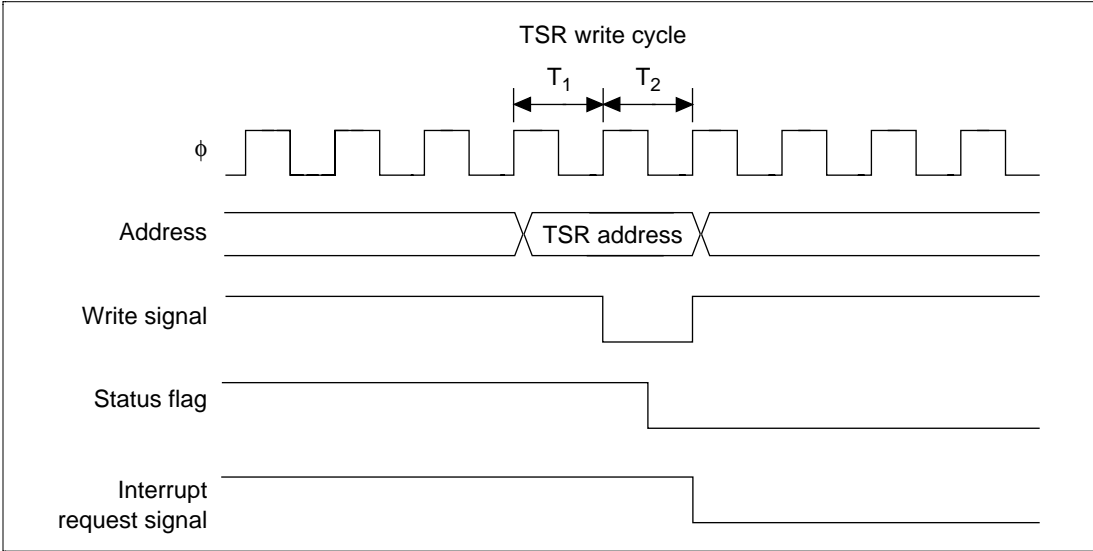 TSR write cycle
T1 T2
ϕ
Address
TSR address
Write signal
Status flag
Interrupt
request signal